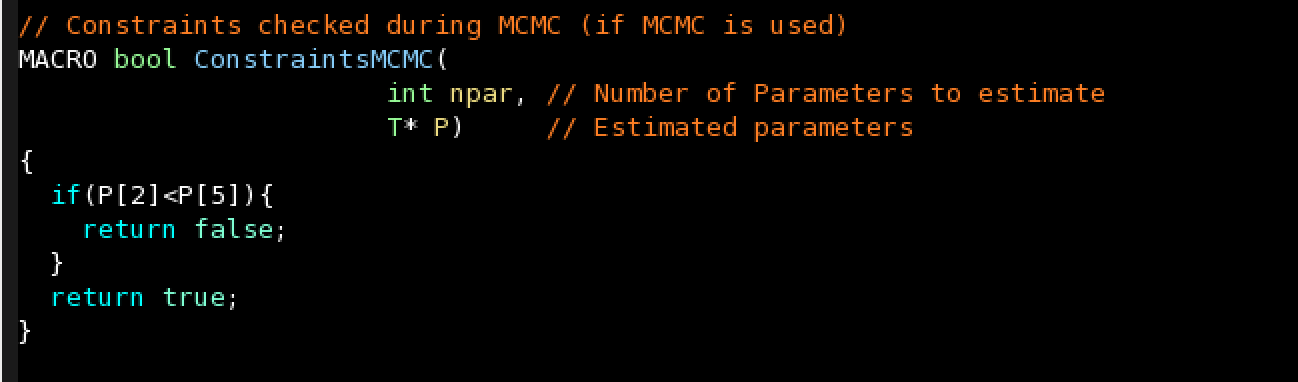 // Constraints checked during MCMC (if MCMC is used)
MACRO bool ConstraintsMCMC(
int npar, // Number of Parameters to estimate
T* P) // Estimated parameters
{
if(P[2]<P[5]){
return false;
}
return true;
}